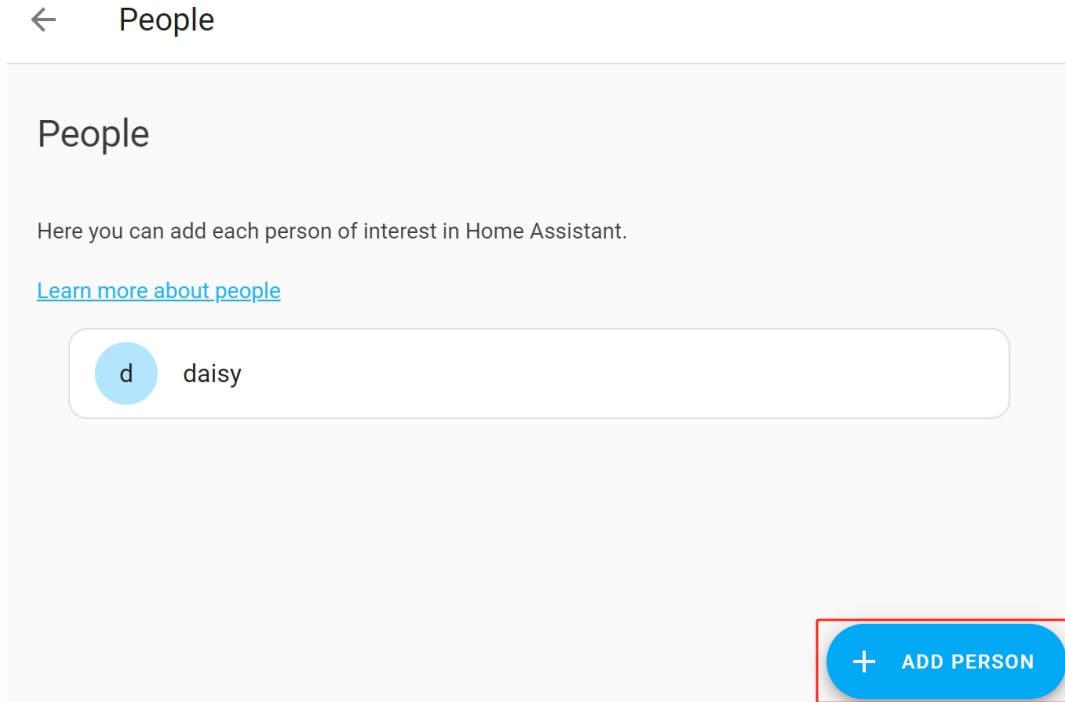 People
People
Here you can add each person of interest in Home Assistant.
Learn more about people
d daisy
+ ADD PERSON